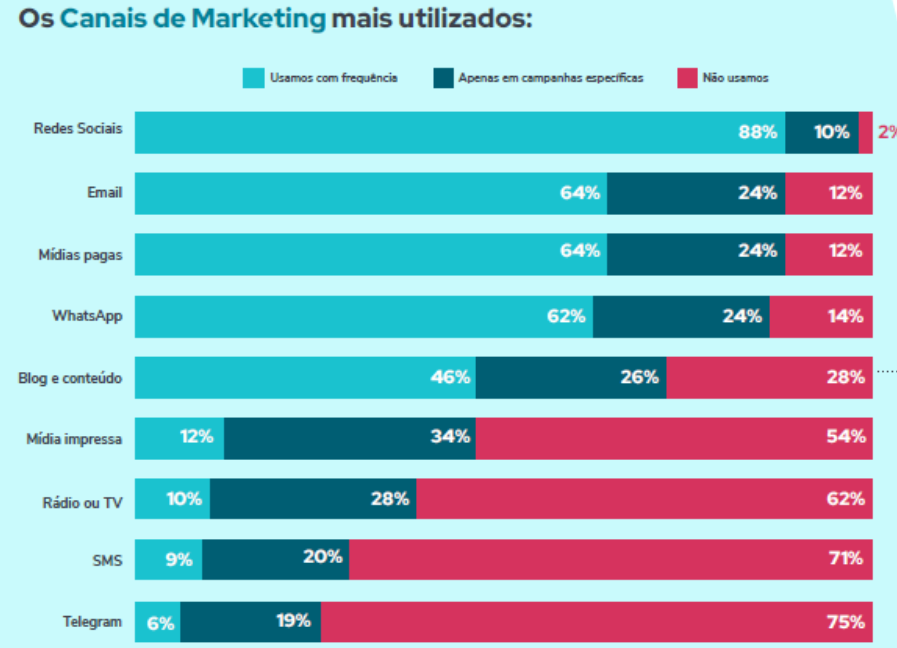 Os Canais de Marketing mais utilizados:
Usamos com frequência Apenas em campanhas específicas Não usamos
Redes Sociais 88% 10% 2%
Email 64% 24% 12%
Mídias pagas 64% 24% 12%
WhatsApp 62% 24% 14%
Blog e conteúdo 46% 26% 28%
Mídia impressa 12% 34% 54%
Rádio ou TV 10% 28% 62%
SMS 9% 20% 71%
Telegram 6% 19% 75%